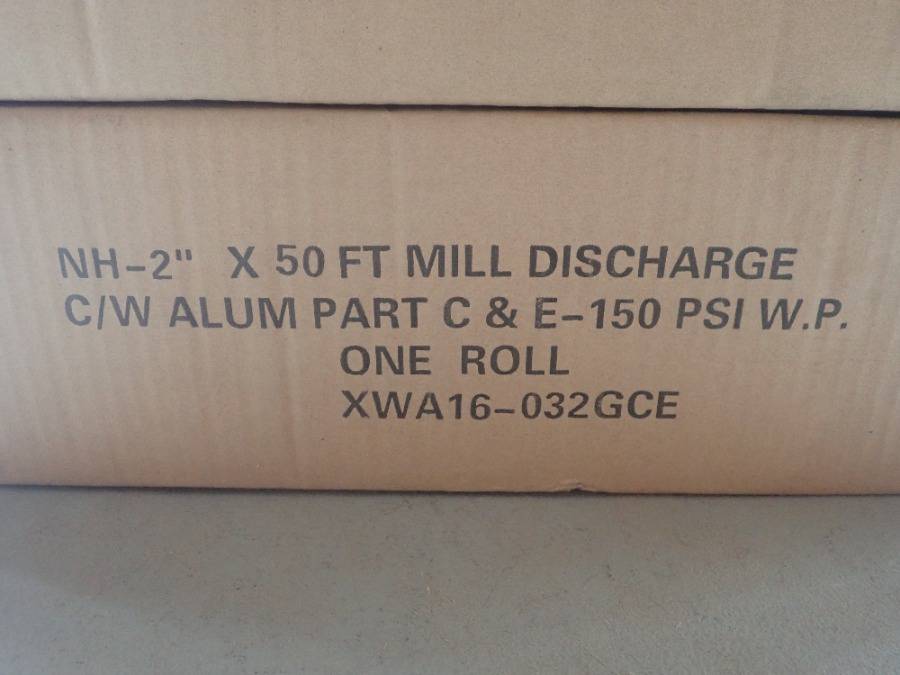 NH-2" X 50 FT MILL DISCHARGE
C/W ALUM PART C & E-150 PSI W.P.
ONE ROLL
XWA16-032GCE